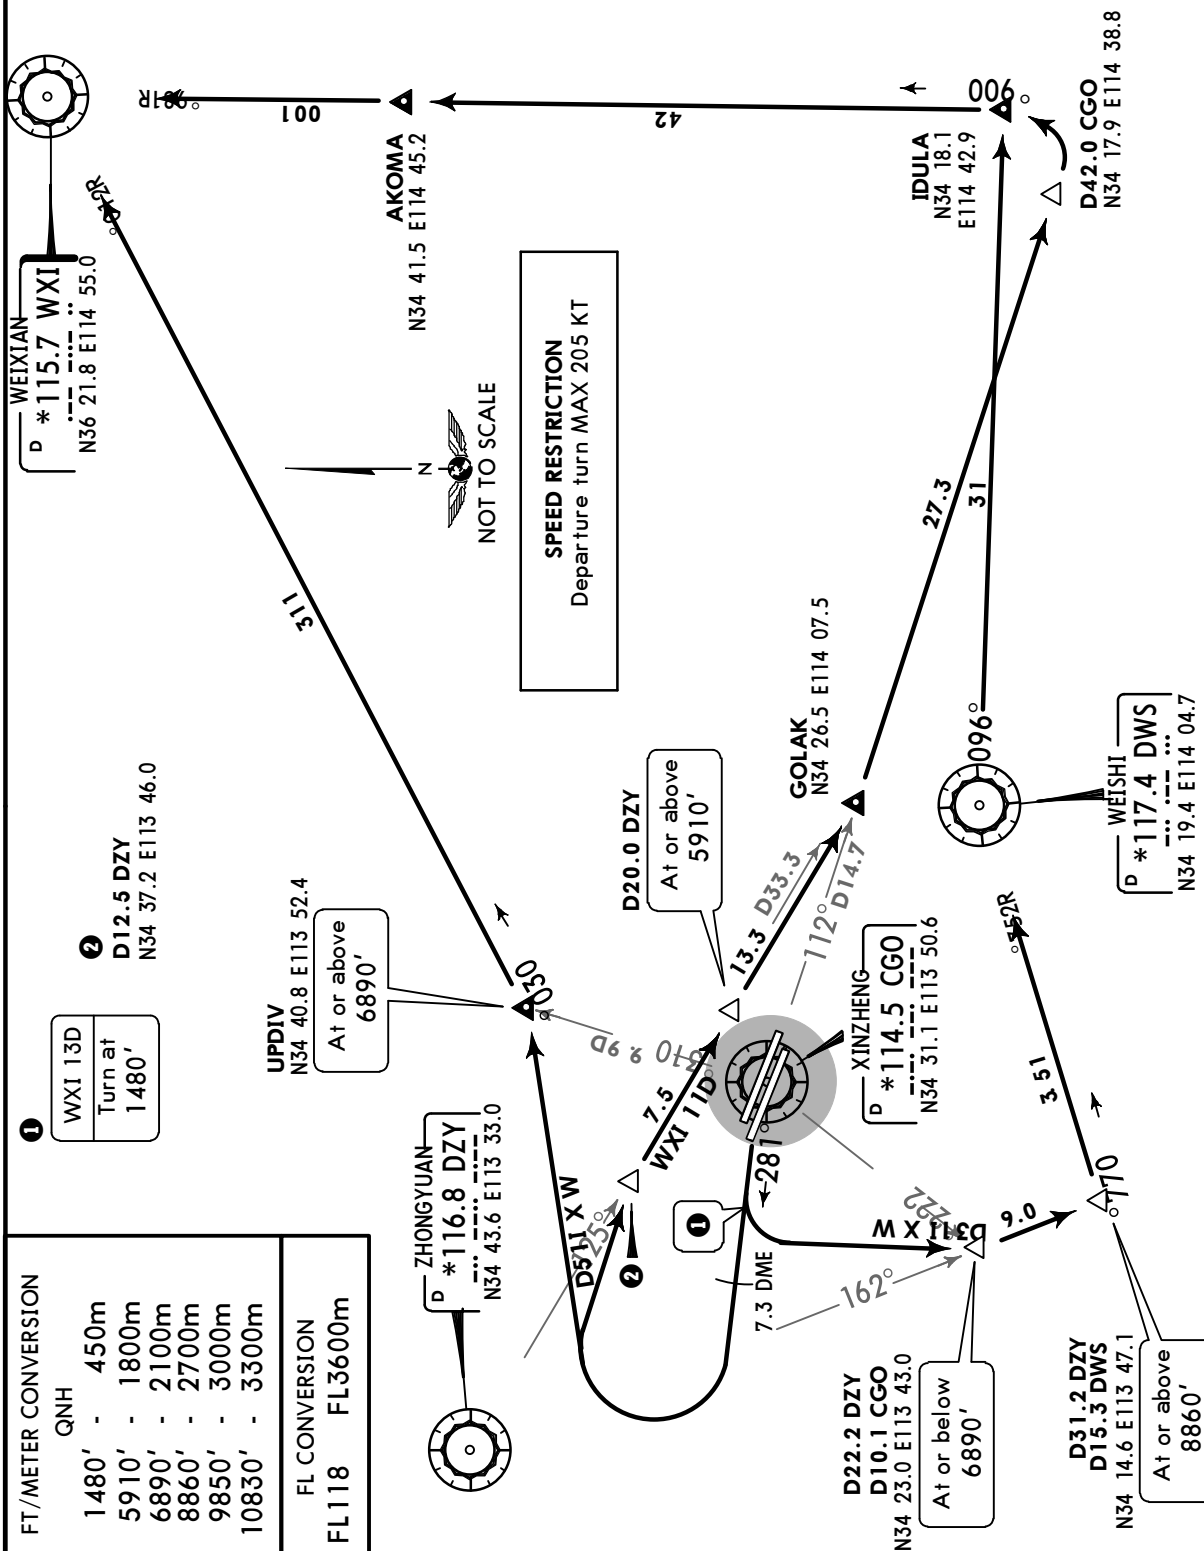 FT/METER CONVERSION
QNH
1480' - 450m
5910' - 1800m
6890' - 2100m
8860' - 2700m
9850' - 3000m
10830' - 3300m
FL CONVERSION
FL118 FL3600m
❶
WXI 13D
Turn at
1480'
❷
D12.5 DZY
N34 37.2 E113 46.0
WEIXIAN
D *115.7 WXI
N36 21.8 E114 55.0
UPDIV
N34 40.8 E113 52.4
At or above
6890'
030°
311
012R
ZHONGYUAN
D *116.8 DZY
N34 43.6 E113 33.0
N
NOT TO SCALE
SPEED RESTRICTION
Departure turn MAX 205 KT
AKOMA
N34 41.5 E114 45.2
001
42
D20.0 DZY
At or above
5910'
❷
7.5
WXI 11D
13.3
D33.3
112°
D14.7
GOLAK
N34 26.5 E114 07.5
27.3
31
IDULA
N34 18.1
E114 42.9
006°
D42.0 CGO
N34 17.9 E114 38.8
XINZHENG
D *114.5 CGO
N34 31.1 E113 50.6
281°
❶
7.3 DME
162°
222°
9.0
D22.2 DZY
D10.1 CGO
N34 23.0 E113 43.0
At or below
6890'
D31.2 DZY
D15.3 DWS
N34 14.6 E113 47.1
At or above
8860'
077°
3.51
096°
WEISHI
D *117.4 DWS
N34 19.4 E114 04.7